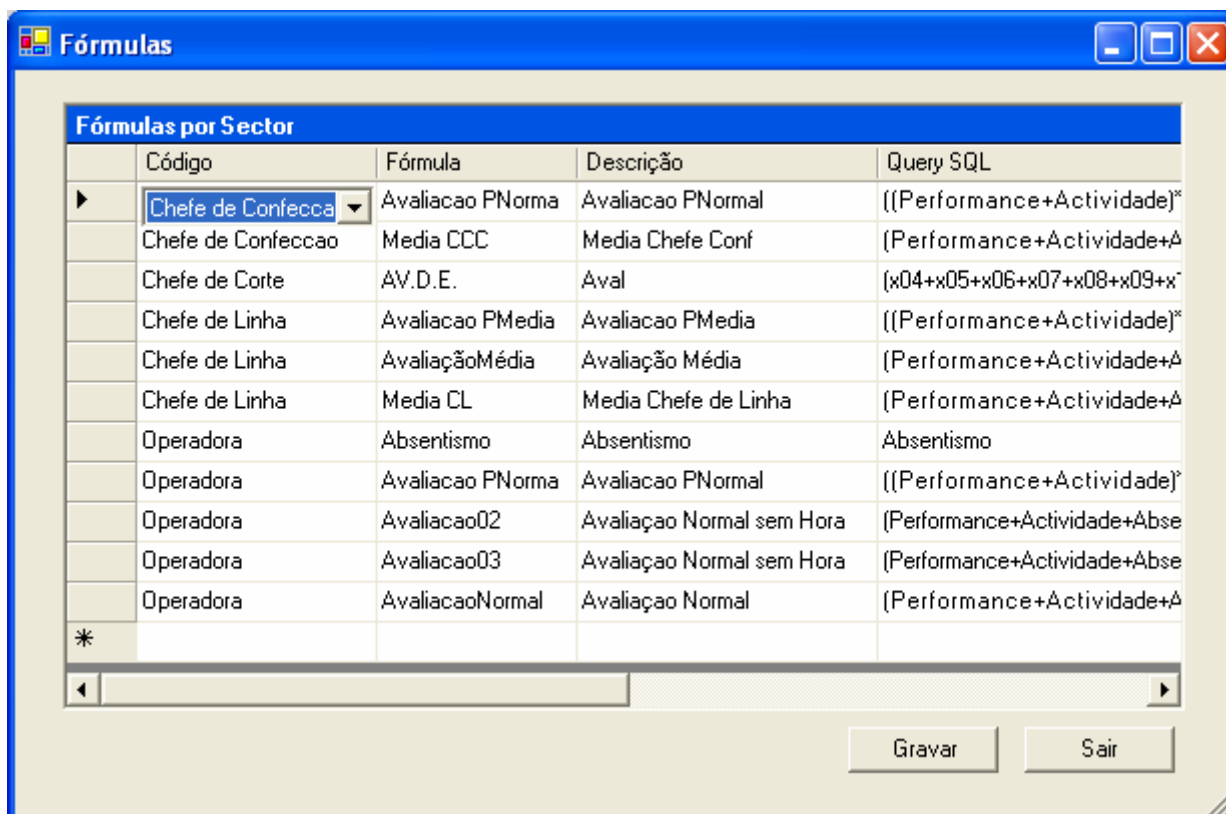 Fórmulas
Fórmulas por Sector
Código Fórmula Descrição Query SQL
Chefe de Confecca Avaliacao PNorma Avaliacao PNormal ((Performance+Actividade)*
Chefe de Confeccao Media CCC Media Chefe Conf (Performance+Actividade+A
Chefe de Corte AV.D.E. Aval (x04+x05+x06+x07+x08+x09+x
Chefe de Linha Avaliacao PMedia Avaliacao PMedia ((Performance+Actividade)*
Chefe de Linha AvaliaçãoMédia Avaliação Média (Performance+Actividade+A
Chefe de Linha Media CL Media Chefe de Linha (Performance+Actividade+A
Operadora Absentismo Absentismo Absentismo
Operadora Avaliacao PNorma Avaliacao PNormal ((Performance+Actividade)*
Operadora Avaliacao02 Avaliaçao Normal sem Hora (Performance+Actividade+Abse
Operadora Avaliacao03 Avaliaçao Normal sem Hora (Performance+Actividade+Abse
Operadora AvaliacaoNormal Avaliaçao Normal (Performance+Actividade+A
Gravar Sair